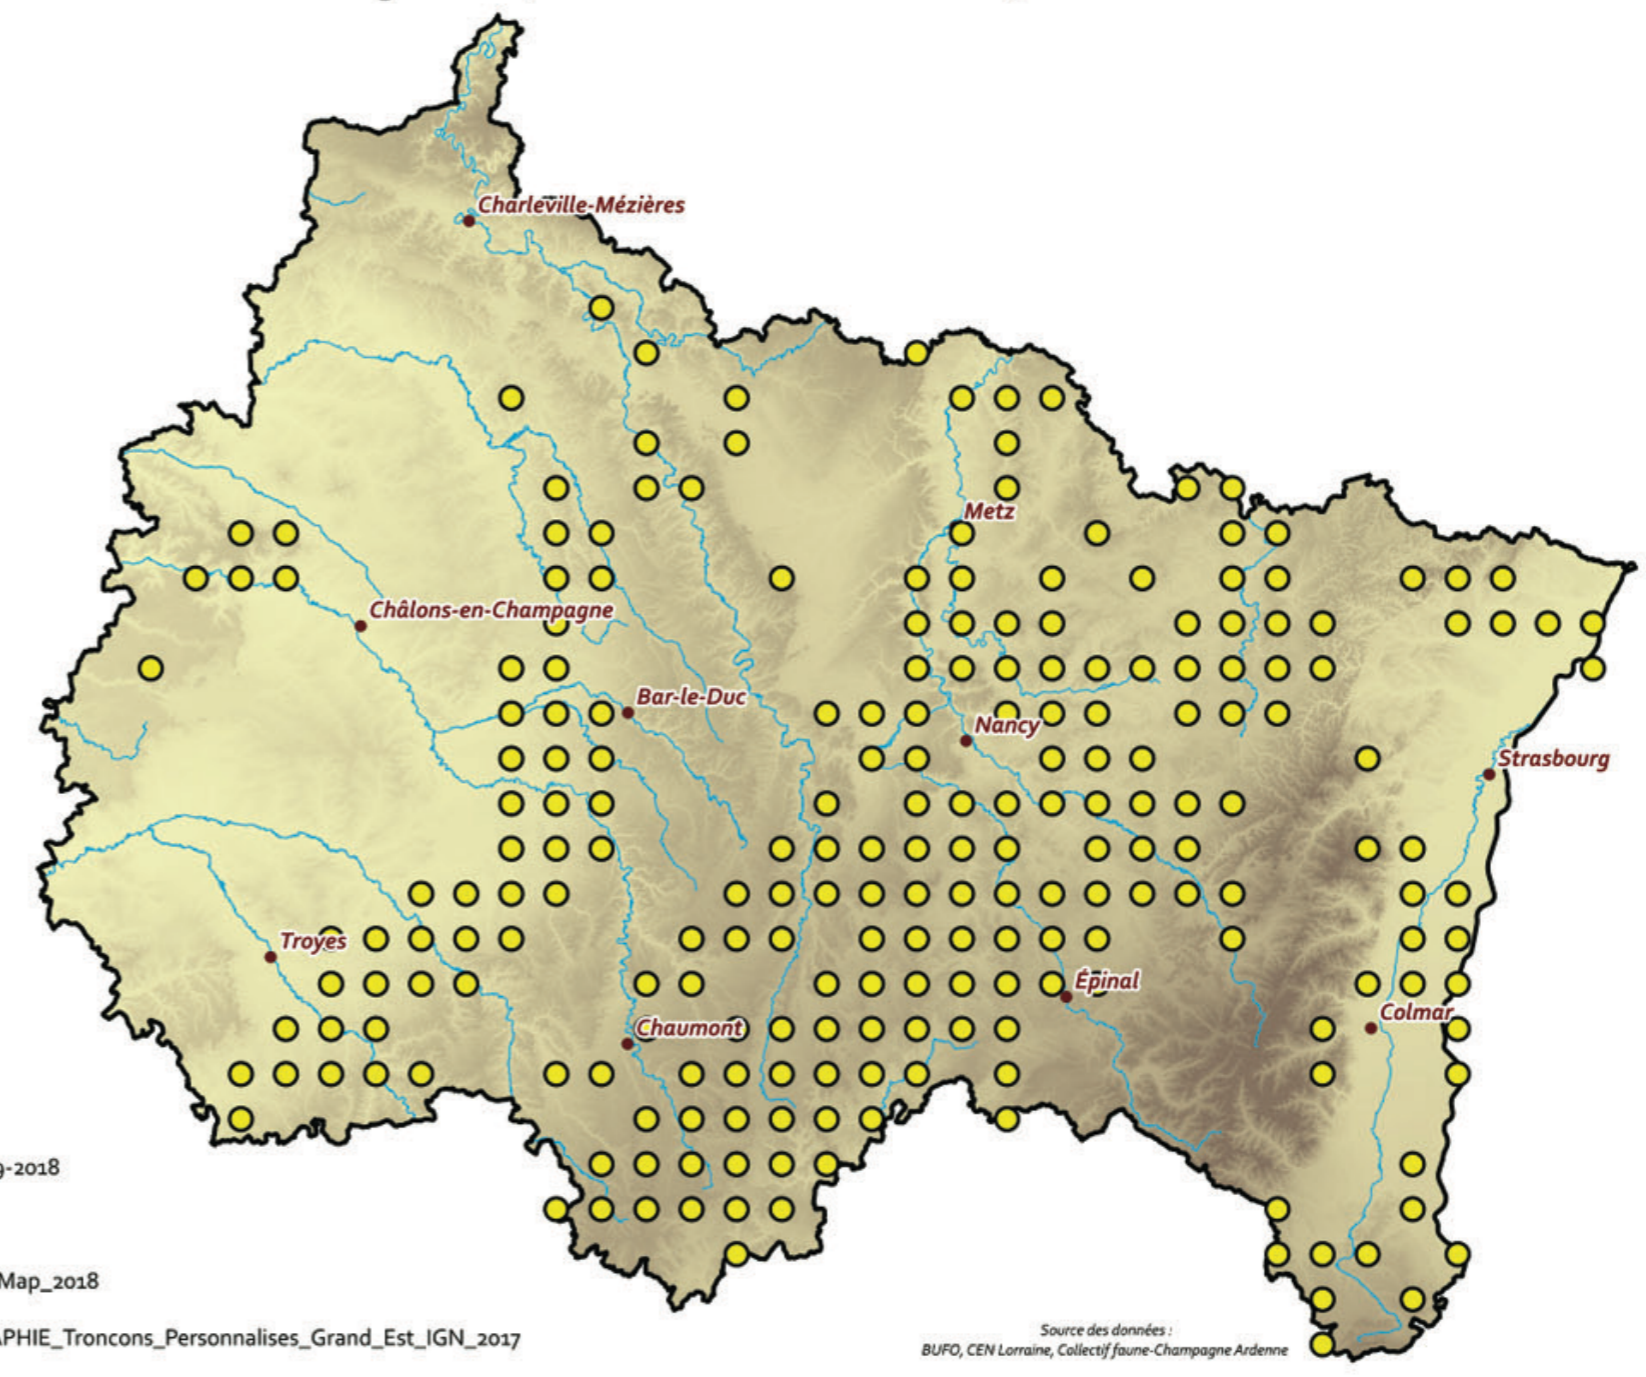 Charleville-Mézières
Metz
Châlons-en-Champagne
Bar-le-Duc
Nancy
Strasbourg
Troyes
Épinal
Colmar
Chaumont
9-2018
Map_2018
APHIE_Troncons_Personnalises_Grand_Est_IGN_2017
Source des données :
BUFO, CEN Lorraine, Collectif faune-Champagne Ardenne